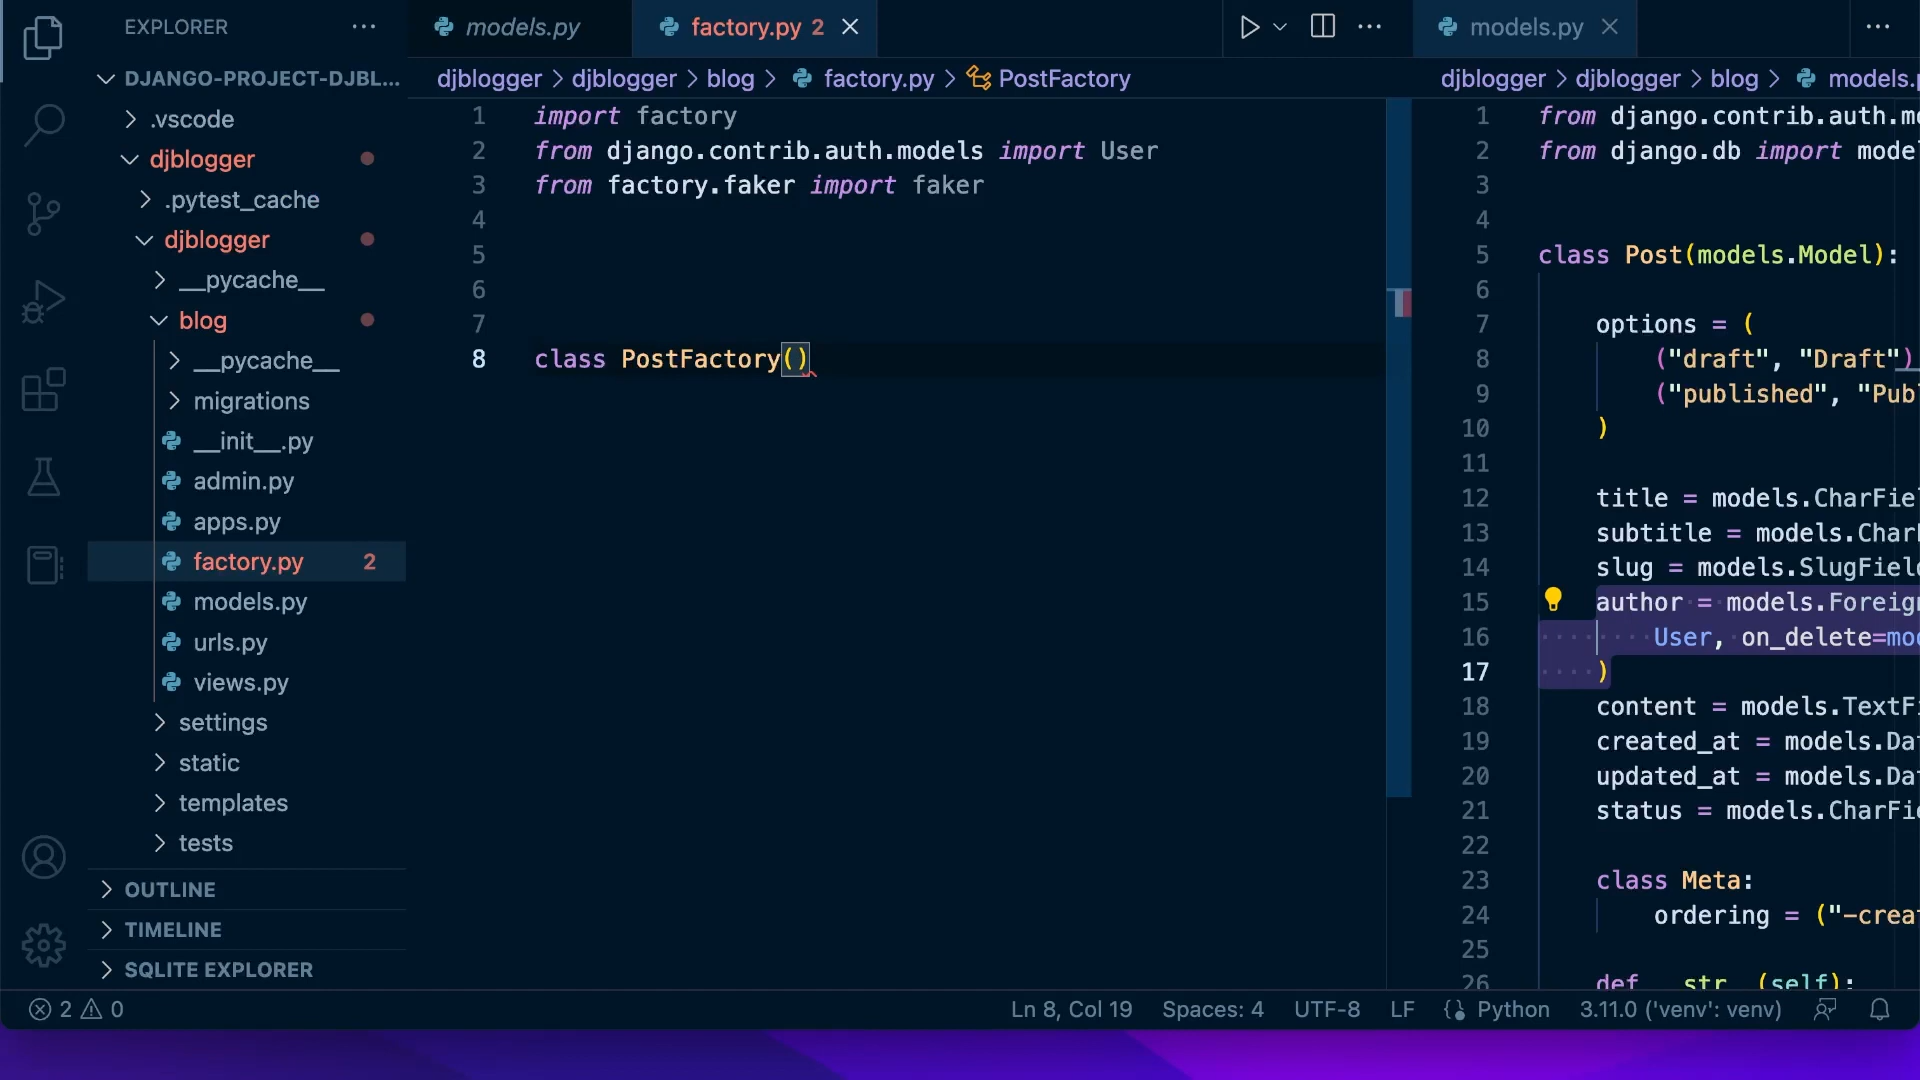 EXPLORER
DJANGO-PROJECT-DJBL...
.vscode
djblogger
.pytest_cache
djblogger
__pycache__
blog
__pycache__
migrations
__init__.py
admin.py
apps.py
factory.py 2
models.py
urls.py
views.py
settings
static
templates
tests
OUTLINE
TIMELINE
SQLITE EXPLORER
models.py factory.py 2
djblogger > djblogger > blog > factory.py > PostFactory
1 import factory
2 from django.contrib.auth.models import User
3 from factory.faker import faker
4
5
6
7
8 class PostFactory()
models.py
djblogger > djblogger > blog > models.p
1 from django.contrib.auth.mo
2 from django.db import model
3
4
5 class Post(models.Model):
6
7 options = (
8 ("draft", "Draft")
9 ("published", "Pub
10 )
11
12 title = models.CharFie
13 subtitle = models.Char
14 slug = models.SlugField
15 author = models.Foreign
16 User, on_delete=mo
17 )
18 content = models.TextFi
19 created_at = models.Da
20 updated_at = models.Da
21 status = models.CharFi
22
23 class Meta:
24 ordering = ("-crea
25
26 def __str__(self):
2 0
Ln 8, Col 19 Spaces: 4 UTF-8 LF Python 3.11.0 ('venv': venv)